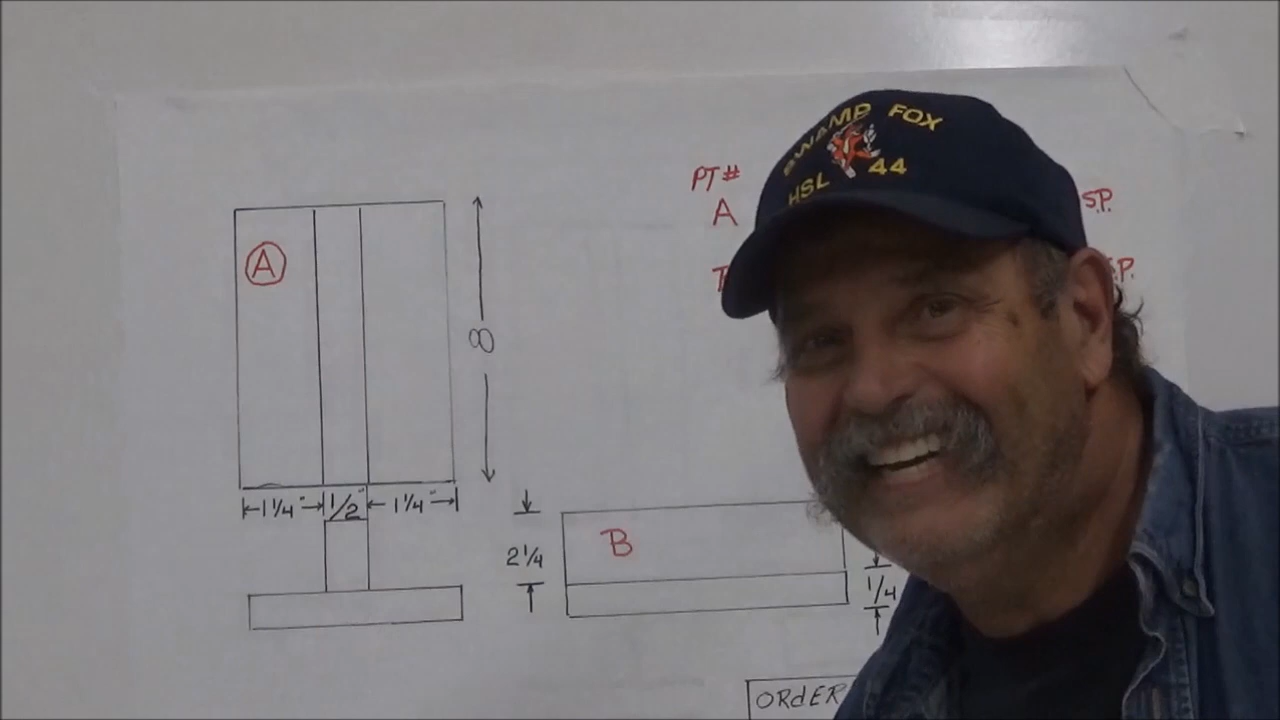 SWAMP FOX
HSL 44
PT#
A
S.P.
A
8
1 1/4" 1/2" 1 1/4"
2 1/4
B
1/4
ORdER